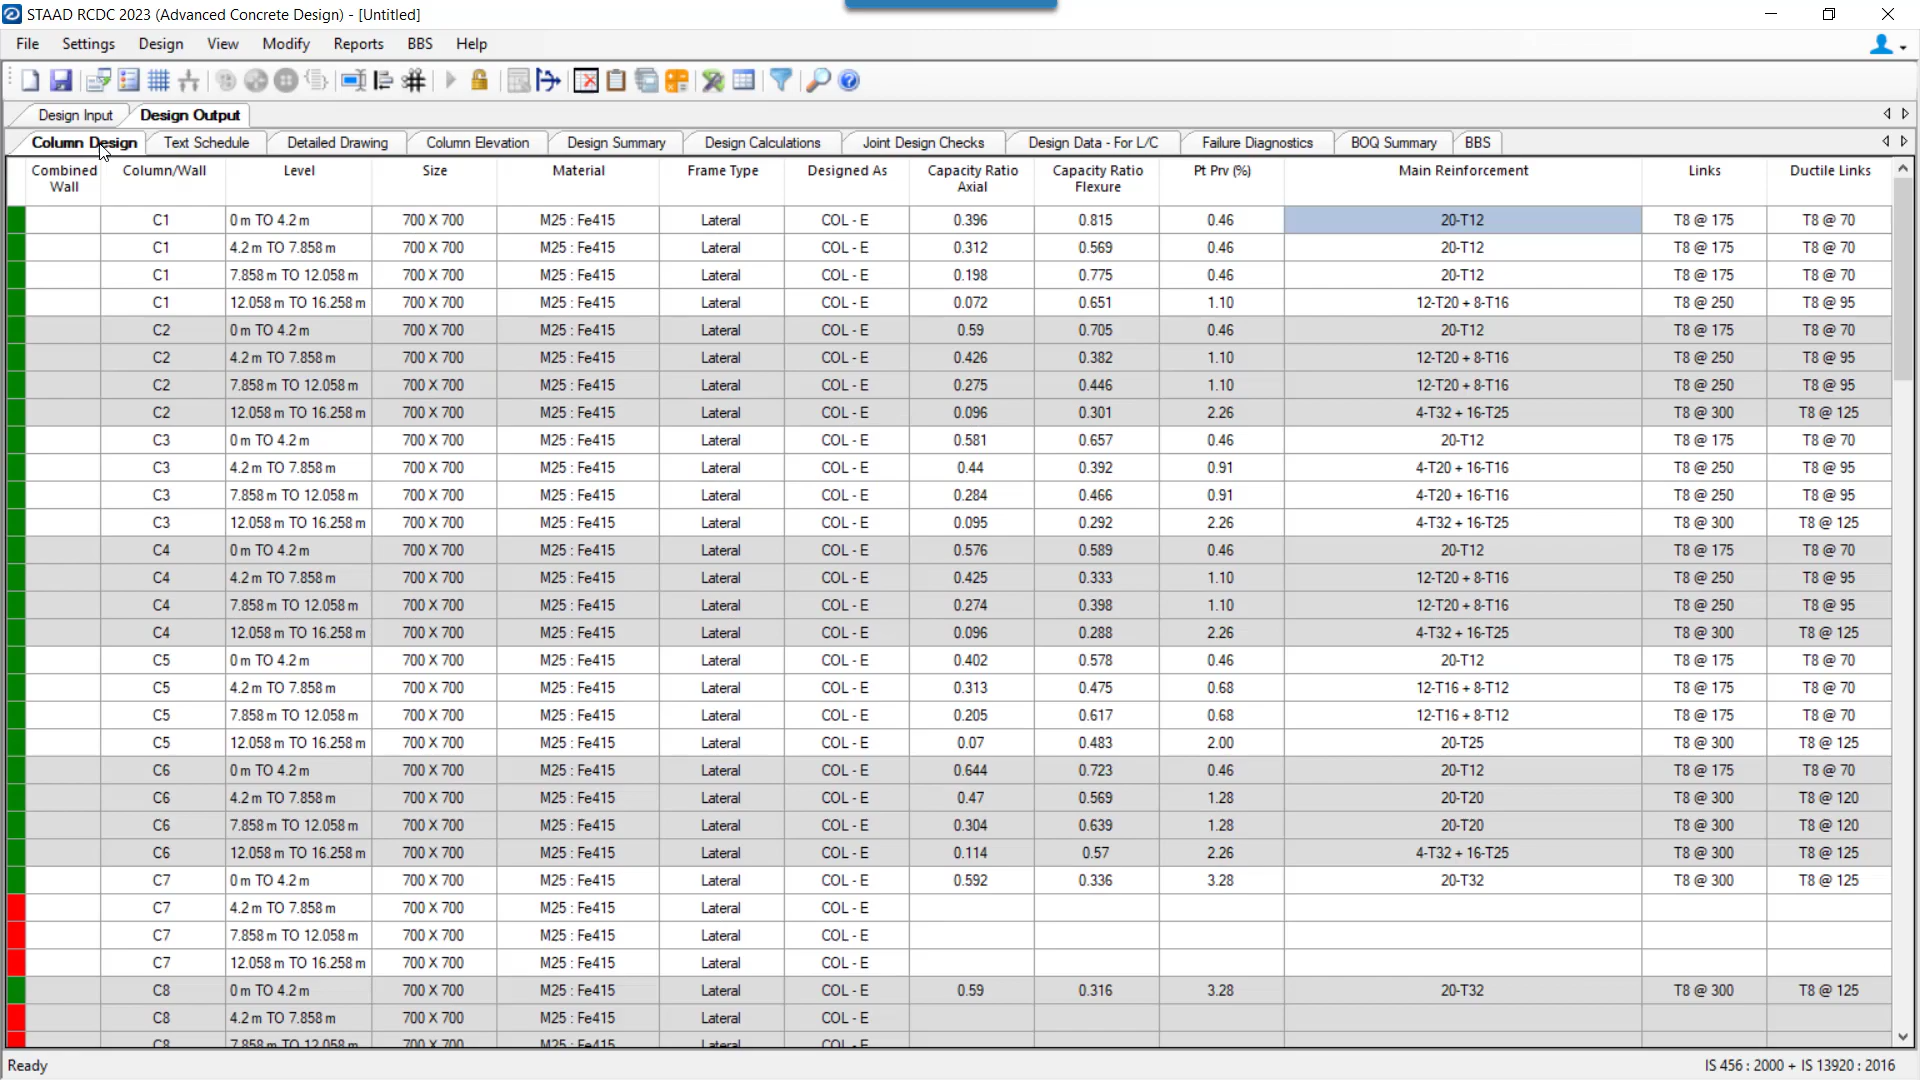 STAAD RCDC 2023 (Advanced Concrete Design) - [Untitled]
File Settings Design View Modify Reports BBS Help
Design Input Design Output
Column Design Text Schedule Detailed Drawing Column Elevation Design Summary Design Calculations Joint Design Checks Design Data - For L/C Failure Diagnostics BOQ Summary BBS
Combined Wall Column/Wall Level Size Material Frame Type Designed As Capacity Ratio Axial Capacity Ratio Flexure Pt Prv (%) Main Reinforcement Links Ductile Links
C1 0 m TO 4.2 m 700 X 700 M25 : Fe415 Lateral COL - E 0.396 0.815 0.46 20-T12 T8 @ 175 T8 @ 70
C1 4.2 m TO 7.858 m 700 X 700 M25 : Fe415 Lateral COL - E 0.312 0.569 0.46 20-T12 T8 @ 175 T8 @ 70
C1 7.858 m TO 12.058 m 700 X 700 M25 : Fe415 Lateral COL - E 0.198 0.775 0.46 20-T12 T8 @ 175 T8 @ 70
C1 12.058 m TO 16.258 m 700 X 700 M25 : Fe415 Lateral COL - E 0.072 0.651 1.10 12-T20 + 8-T16 T8 @ 250 T8 @ 95
C2 0 m TO 4.2 m 700 X 700 M25 : Fe415 Lateral COL - E 0.59 0.705 0.46 20-T12 T8 @ 175 T8 @ 70
C2 4.2 m TO 7.858 m 700 X 700 M25 : Fe415 Lateral COL - E 0.426 0.382 1.10 12-T20 + 8-T16 T8 @ 250 T8 @ 95
C2 7.858 m TO 12.058 m 700 X 700 M25 : Fe415 Lateral COL - E 0.275 0.446 1.10 12-T20 + 8-T16 T8 @ 250 T8 @ 95
C2 12.058 m TO 16.258 m 700 X 700 M25 : Fe415 Lateral COL - E 0.096 0.301 2.26 4-T32 + 16-T25 T8 @ 300 T8 @ 125
C3 0 m TO 4.2 m 700 X 700 M25 : Fe415 Lateral COL - E 0.581 0.657 0.46 20-T12 T8 @ 175 T8 @ 70
C3 4.2 m TO 7.858 m 700 X 700 M25 : Fe415 Lateral COL - E 0.44 0.392 0.91 4-T20 + 16-T16 T8 @ 250 T8 @ 95
C3 7.858 m TO 12.058 m 700 X 700 M25 : Fe415 Lateral COL - E 0.284 0.466 0.91 4-T20 + 16-T16 T8 @ 250 T8 @ 95
C3 12.058 m TO 16.258 m 700 X 700 M25 : Fe415 Lateral COL - E 0.095 0.292 2.26 4-T32 + 16-T25 T8 @ 300 T8 @ 125
C4 0 m TO 4.2 m 700 X 700 M25 : Fe415 Lateral COL - E 0.576 0.589 0.46 20-T12 T8 @ 175 T8 @ 70
C4 4.2 m TO 7.858 m 700 X 700 M25 : Fe415 Lateral COL - E 0.425 0.333 1.10 12-T20 + 8-T16 T8 @ 250 T8 @ 95
C4 7.858 m TO 12.058 m 700 X 700 M25 : Fe415 Lateral COL - E 0.274 0.398 1.10 12-T20 + 8-T16 T8 @ 250 T8 @ 95
C4 12.058 m TO 16.258 m 700 X 700 M25 : Fe415 Lateral COL - E 0.096 0.288 2.26 4-T32 + 16-T25 T8 @ 300 T8 @ 125
C5 0 m TO 4.2 m 700 X 700 M25 : Fe415 Lateral COL - E 0.402 0.578 0.46 20-T12 T8 @ 175 T8 @ 70
C5 4.2 m TO 7.858 m 700 X 700 M25 : Fe415 Lateral COL - E 0.313 0.475 0.68 12-T16 + 8-T12 T8 @ 175 T8 @ 70
C5 7.858 m TO 12.058 m 700 X 700 M25 : Fe415 Lateral COL - E 0.205 0.617 0.68 12-T16 + 8-T12 T8 @ 175 T8 @ 70
C5 12.058 m TO 16.258 m 700 X 700 M25 : Fe415 Lateral COL - E 0.07 0.483 2.00 20-T25 T8 @ 300 T8 @ 125
C6 0 m TO 4.2 m 700 X 700 M25 : Fe415 Lateral COL - E 0.644 0.723 0.46 20-T12 T8 @ 175 T8 @ 70
C6 4.2 m TO 7.858 m 700 X 700 M25 : Fe415 Lateral COL - E 0.47 0.569 1.28 20-T20 T8 @ 300 T8 @ 120
C6 7.858 m TO 12.058 m 700 X 700 M25 : Fe415 Lateral COL - E 0.304 0.639 1.28 20-T20 T8 @ 300 T8 @ 120
C6 12.058 m TO 16.258 m 700 X 700 M25 : Fe415 Lateral COL - E 0.114 0.57 2.26 4-T32 + 16-T25 T8 @ 300 T8 @ 125
C7 0 m TO 4.2 m 700 X 700 M25 : Fe415 Lateral COL - E 0.592 0.336 3.28 20-T32 T8 @ 300 T8 @ 125
C7 4.2 m TO 7.858 m 700 X 700 M25 : Fe415 Lateral COL - E
C7 7.858 m TO 12.058 m 700 X 700 M25 : Fe415 Lateral COL - E
C7 12.058 m TO 16.258 m 700 X 700 M25 : Fe415 Lateral COL - E
C8 0 m TO 4.2 m 700 X 700 M25 : Fe415 Lateral COL - E 0.59 0.316 3.28 20-T32 T8 @ 300 T8 @ 125
C8 4.2 m TO 7.858 m 700 X 700 M25 : Fe415 Lateral COL - E
C8 7.858 m TO 12.058 m 700 X 700 M25 : Fe415 Lateral COL - E
Ready IS 456 : 2000 + IS 13920 : 2016